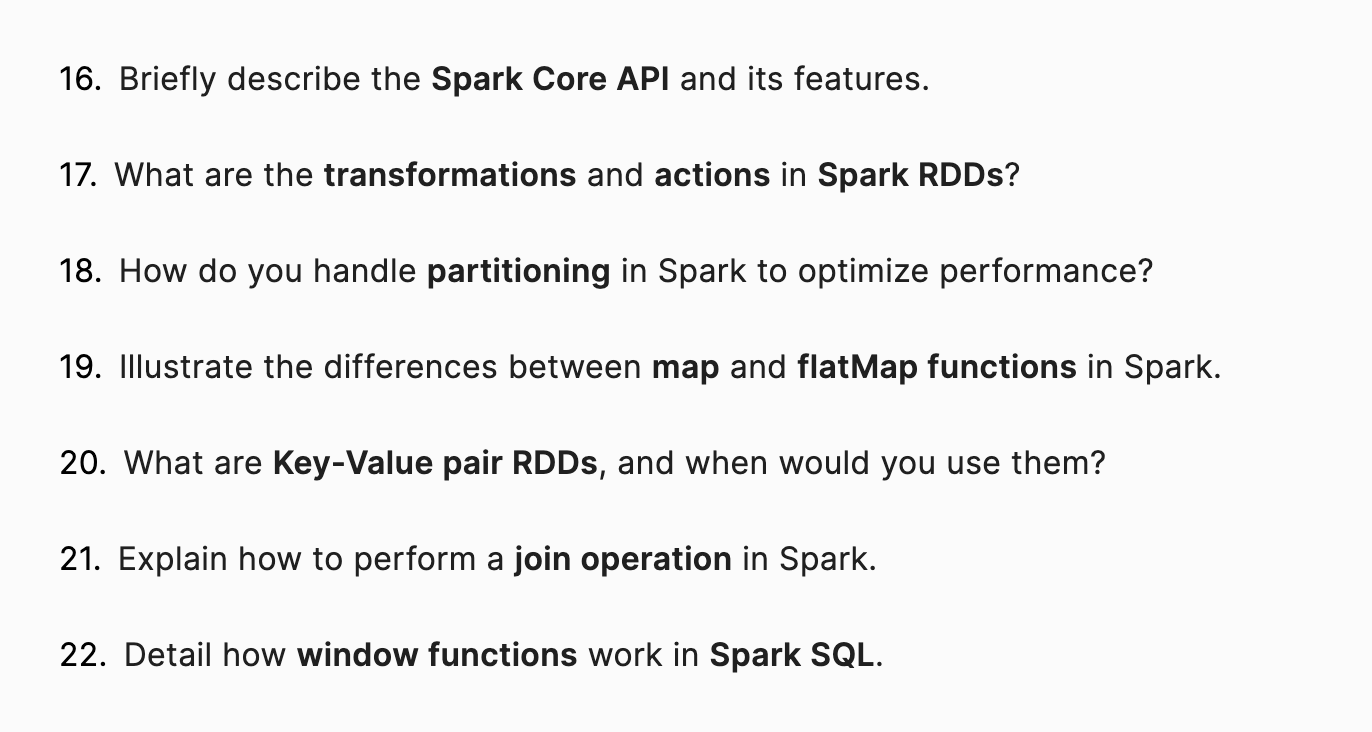 16. Briefly describe the Spark Core API and its features.
17. What are the transformations and actions in Spark RDDs?
18. How do you handle partitioning in Spark to optimize performance?
19. Illustrate the differences between map and flatMap functions in Spark.
20. What are Key-Value pair RDDs, and when would you use them?
21. Explain how to perform a join operation in Spark.
22. Detail how window functions work in Spark SQL.